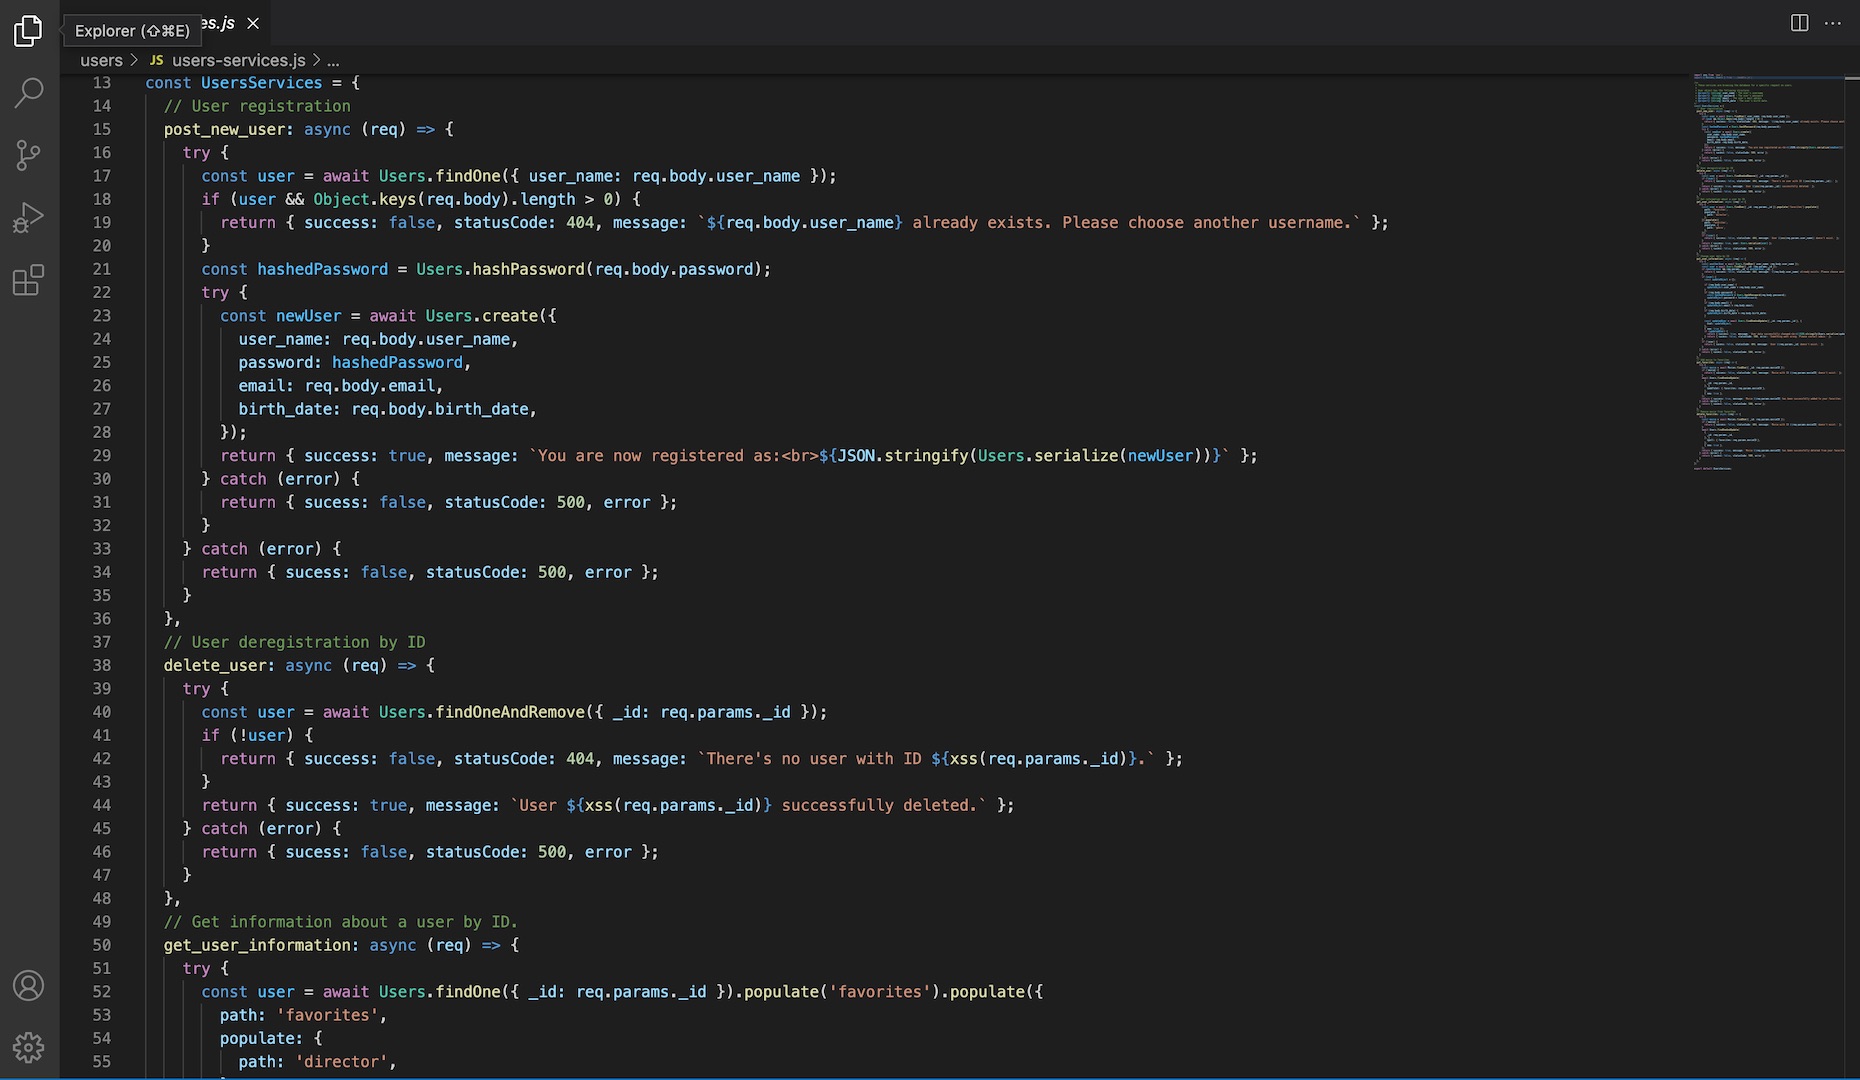 Explorer (⇧⌘E) es.js
users > JS users-services.js > ...
13 const UsersServices = {
14 // User registration
15 post_new_user: async (req) => {
16 try {
17 const user = await Users.findOne({ user_name: req.body.user_name });
18 if (user && Object.keys(req.body).length > 0) {
19 return { success: false, statusCode: 404, message: `${req.body.user_name} already exists. Please choose another username.` };
20 }
21 const hashedPassword = Users.hashPassword(req.body.password);
22 try {
23 const newUser = await Users.create({
24 user_name: req.body.user_name,
25 password: hashedPassword,
26 email: req.body.email,
27 birth_date: req.body.birth_date,
28 });
29 return { success: true, message: `You are now registered as:<br>${JSON.stringify(Users.serialize(newUser))}` };
30 } catch (error) {
31 return { sucess: false, statusCode: 500, error };
32 }
33 } catch (error) {
34 return { sucess: false, statusCode: 500, error };
35 }
36 },
37 // User deregistration by ID
38 delete_user: async (req) => {
39 try {
40 const user = await Users.findOneAndRemove({ _id: req.params._id });
41 if (!user) {
42 return { success: false, statusCode: 404, message: `There's no user with ID ${xss(req.params._id)}.` };
43 }
44 return { success: true, message: `User ${xss(req.params._id)} successfully deleted.` };
45 } catch (error) {
46 return { sucess: false, statusCode: 500, error };
47 }
48 },
49 // Get information about a user by ID.
50 get_user_information: async (req) => {
51 try {
52 const user = await Users.findOne({ _id: req.params._id }).populate('favorites').populate({
53 path: 'favorites',
54 populate: {
55 path: 'director',